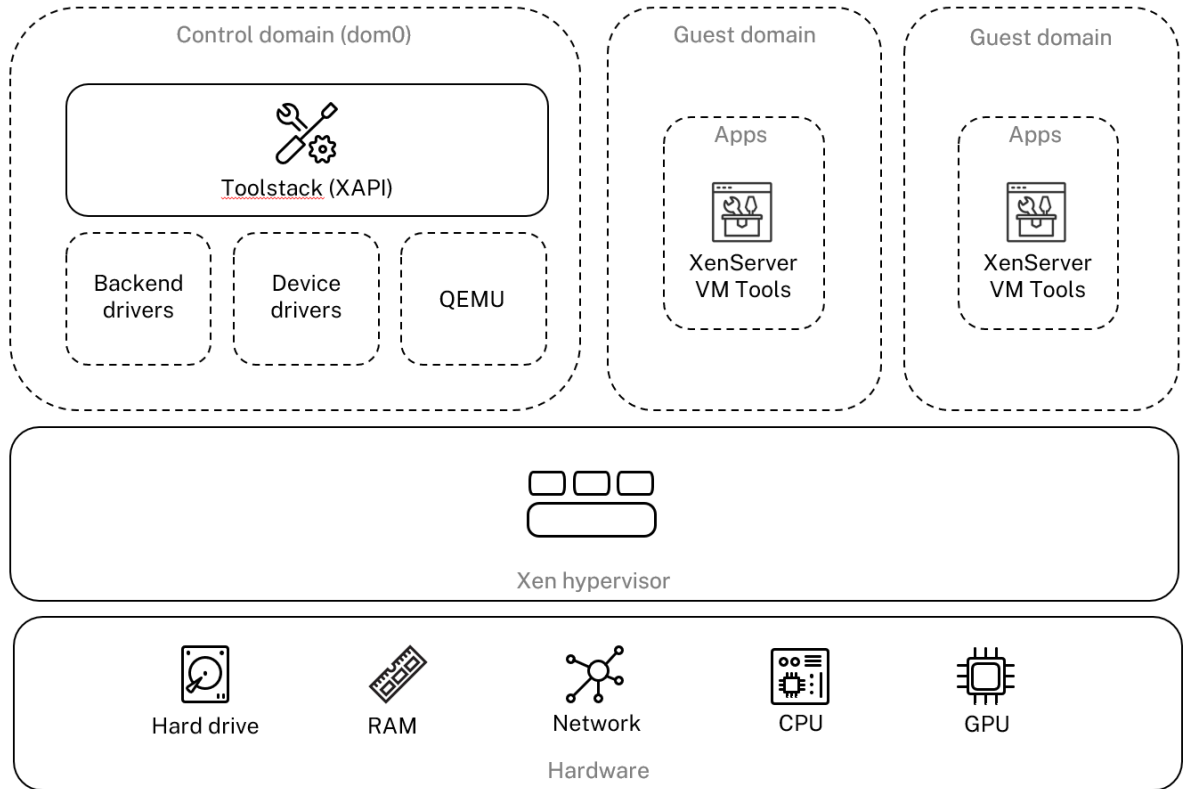 Control domain (dom0)
Toolstack (XAPI)
Backend
drivers
Device
drivers
QEMU
Guest domain
Apps
XenServer
VM Tools
Guest domain
Apps
XenServer
VM Tools
Xen hypervisor
Hard drive
RAM
Network
CPU
GPU
Hardware